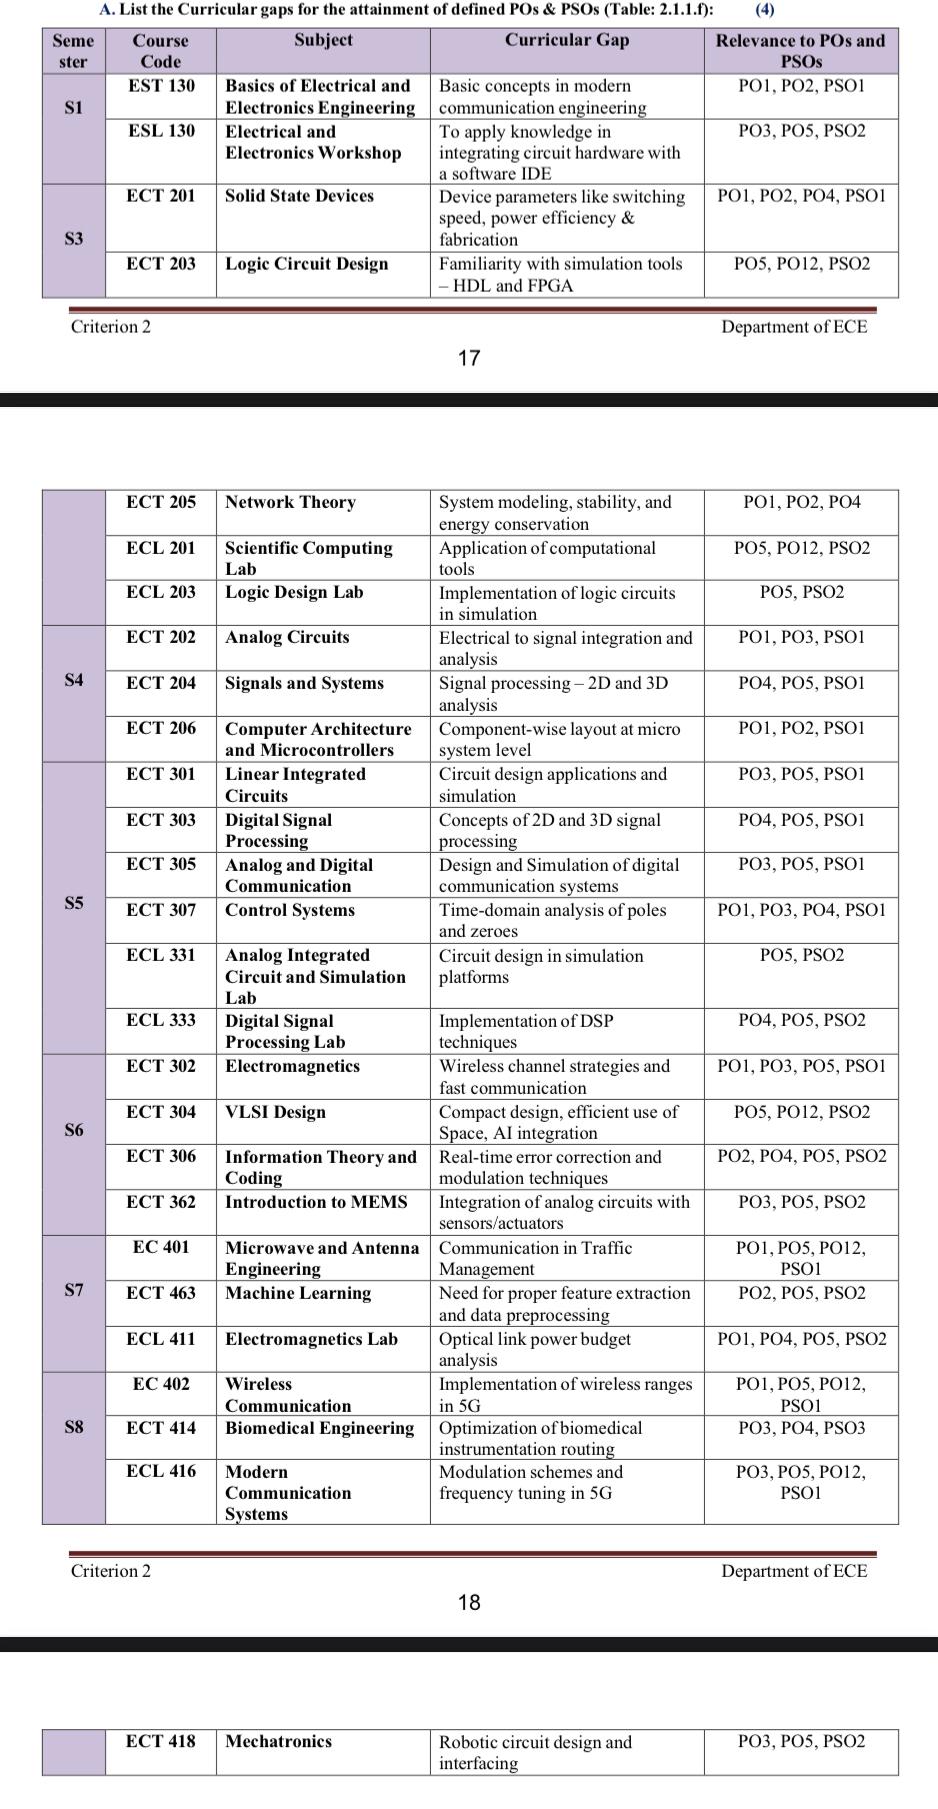 A. List the Curricular gaps for the attainment of defined POs & PSOs (Table: 2.1.1.f): (4)
Seme
ster
Course
Code
Subject
Curricular Gap
Relevance to POs and
PSOs
S1
EST 130
Basics of Electrical and
Electronics Engineering
Basic concepts in modern
communication engineering
PO1, PO2, PSO1
ESL 130
Electrical and
Electronics Workshop
To apply knowledge in
integrating circuit hardware with
a software IDE
PO3, PO5, PSO2
S3
ECT 201
Solid State Devices
Device parameters like switching
speed, power efficiency &
fabrication
PO1, PO2, PO4, PSO1
ECT 203
Logic Circuit Design
Familiarity with simulation tools
– HDL and FPGA
PO5, PO12, PSO2
Criterion 2
Department of ECE
17
ECT 205
Network Theory
System modeling, stability, and
energy conservation
PO1, PO2, PO4
ECL 201
Scientific Computing
Lab
Application of computational
tools
PO5, PO12, PSO2
ECL 203
Logic Design Lab
Implementation of logic circuits
in simulation
PO5, PSO2
S4
ECT 202
Analog Circuits
Electrical to signal integration and
analysis
PO1, PO3, PSO1
ECT 204
Signals and Systems
Signal processing – 2D and 3D
analysis
PO4, PO5, PSO1
ECT 206
Computer Architecture
and Microcontrollers
Component-wise layout at micro
system level
PO1, PO2, PSO1
S5
ECT 301
Linear Integrated
Circuits
Circuit design applications and
simulation
PO3, PO5, PSO1
ECT 303
Digital Signal
Processing
Concepts of 2D and 3D signal
processing
PO4, PO5, PSO1
ECT 305
Analog and Digital
Communication
Design and Simulation of digital
communication systems
PO3, PO5, PSO1
ECT 307
Control Systems
Time-domain analysis of poles
and zeroes
PO1, PO3, PO4, PSO1
ECL 331
Analog Integrated
Circuit and Simulation
Lab
Circuit design in simulation
platforms
PO5, PSO2
ECL 333
Digital Signal
Processing Lab
Implementation of DSP
techniques
PO4, PO5, PSO2
S6
ECT 302
Electromagnetics
Wireless channel strategies and
fast communication
PO1, PO3, PO5, PSO1
ECT 304
VLSI Design
Compact design, efficient use of
Space, AI integration
PO5, PO12, PSO2
ECT 306
Information Theory and
Coding
Real-time error correction and
modulation techniques
PO2, PO4, PO5, PSO2
ECT 362
Introduction to MEMS
Integration of analog circuits with
sensors/actuators
PO3, PO5, PSO2
S7
EC 401
Microwave and Antenna
Engineering
Communication in Traffic
Management
PO1, PO5, PO12,
PSO1
ECT 463
Machine Learning
Need for proper feature extraction
and data preprocessing
PO2, PO5, PSO2
ECL 411
Electromagnetics Lab
Optical link power budget
analysis
PO1, PO4, PO5, PSO2
S8
EC 402
Wireless
Communication
Implementation of wireless ranges
in 5G
PO1, PO5, PO12,
PSO1
ECT 414
Biomedical Engineering
Optimization of biomedical
instrumentation routing
PO3, PO4, PSO3
ECL 416
Modern
Communication
Systems
Modulation schemes and
frequency tuning in 5G
PO3, PO5, PO12,
PSO1
Criterion 2
Department of ECE
18
ECT 418
Mechatronics
Robotic circuit design and
interfacing
PO3, PO5, PSO2